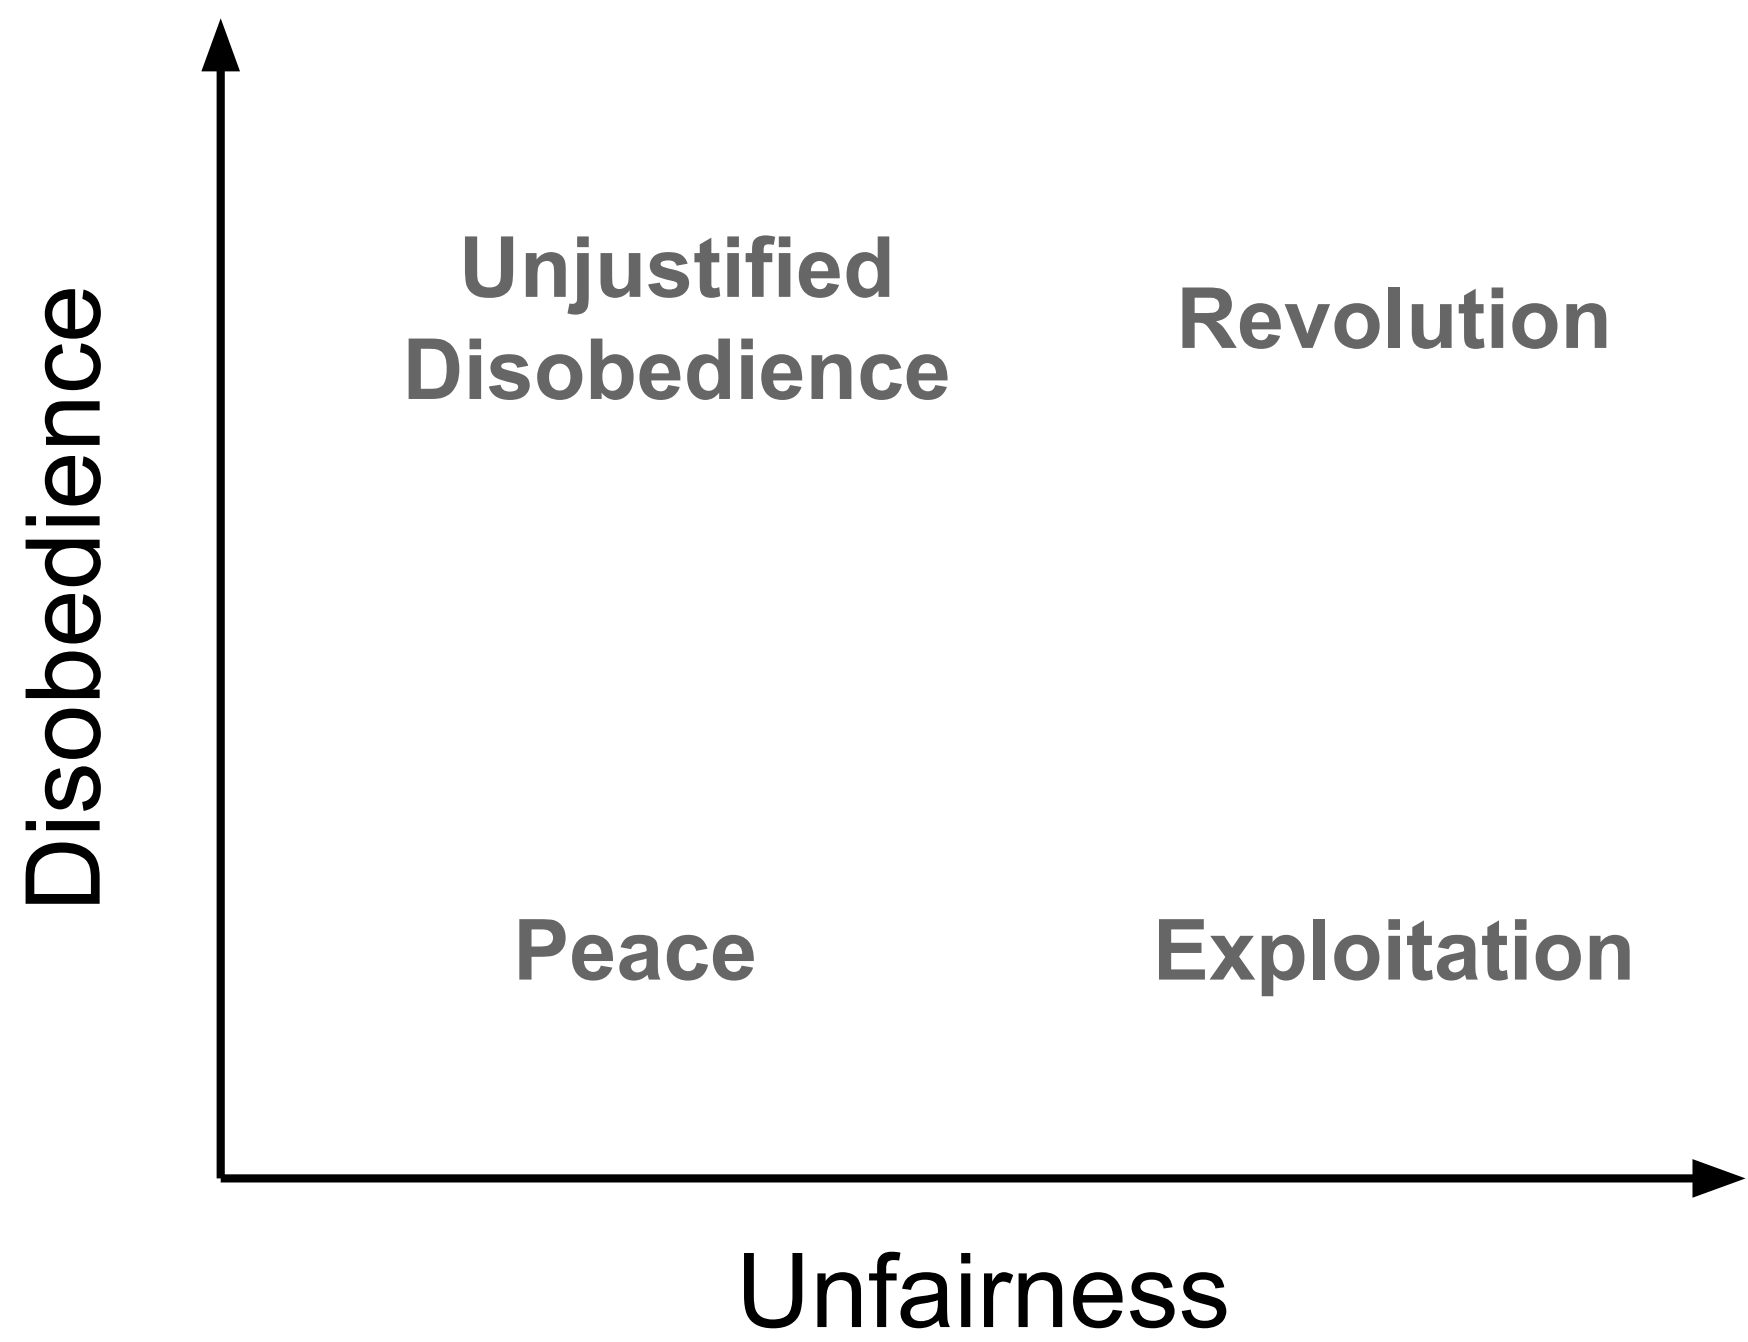 Disobedience
Unjustified
Disobedience
Revolution
Peace
Exploitation
Unfairness